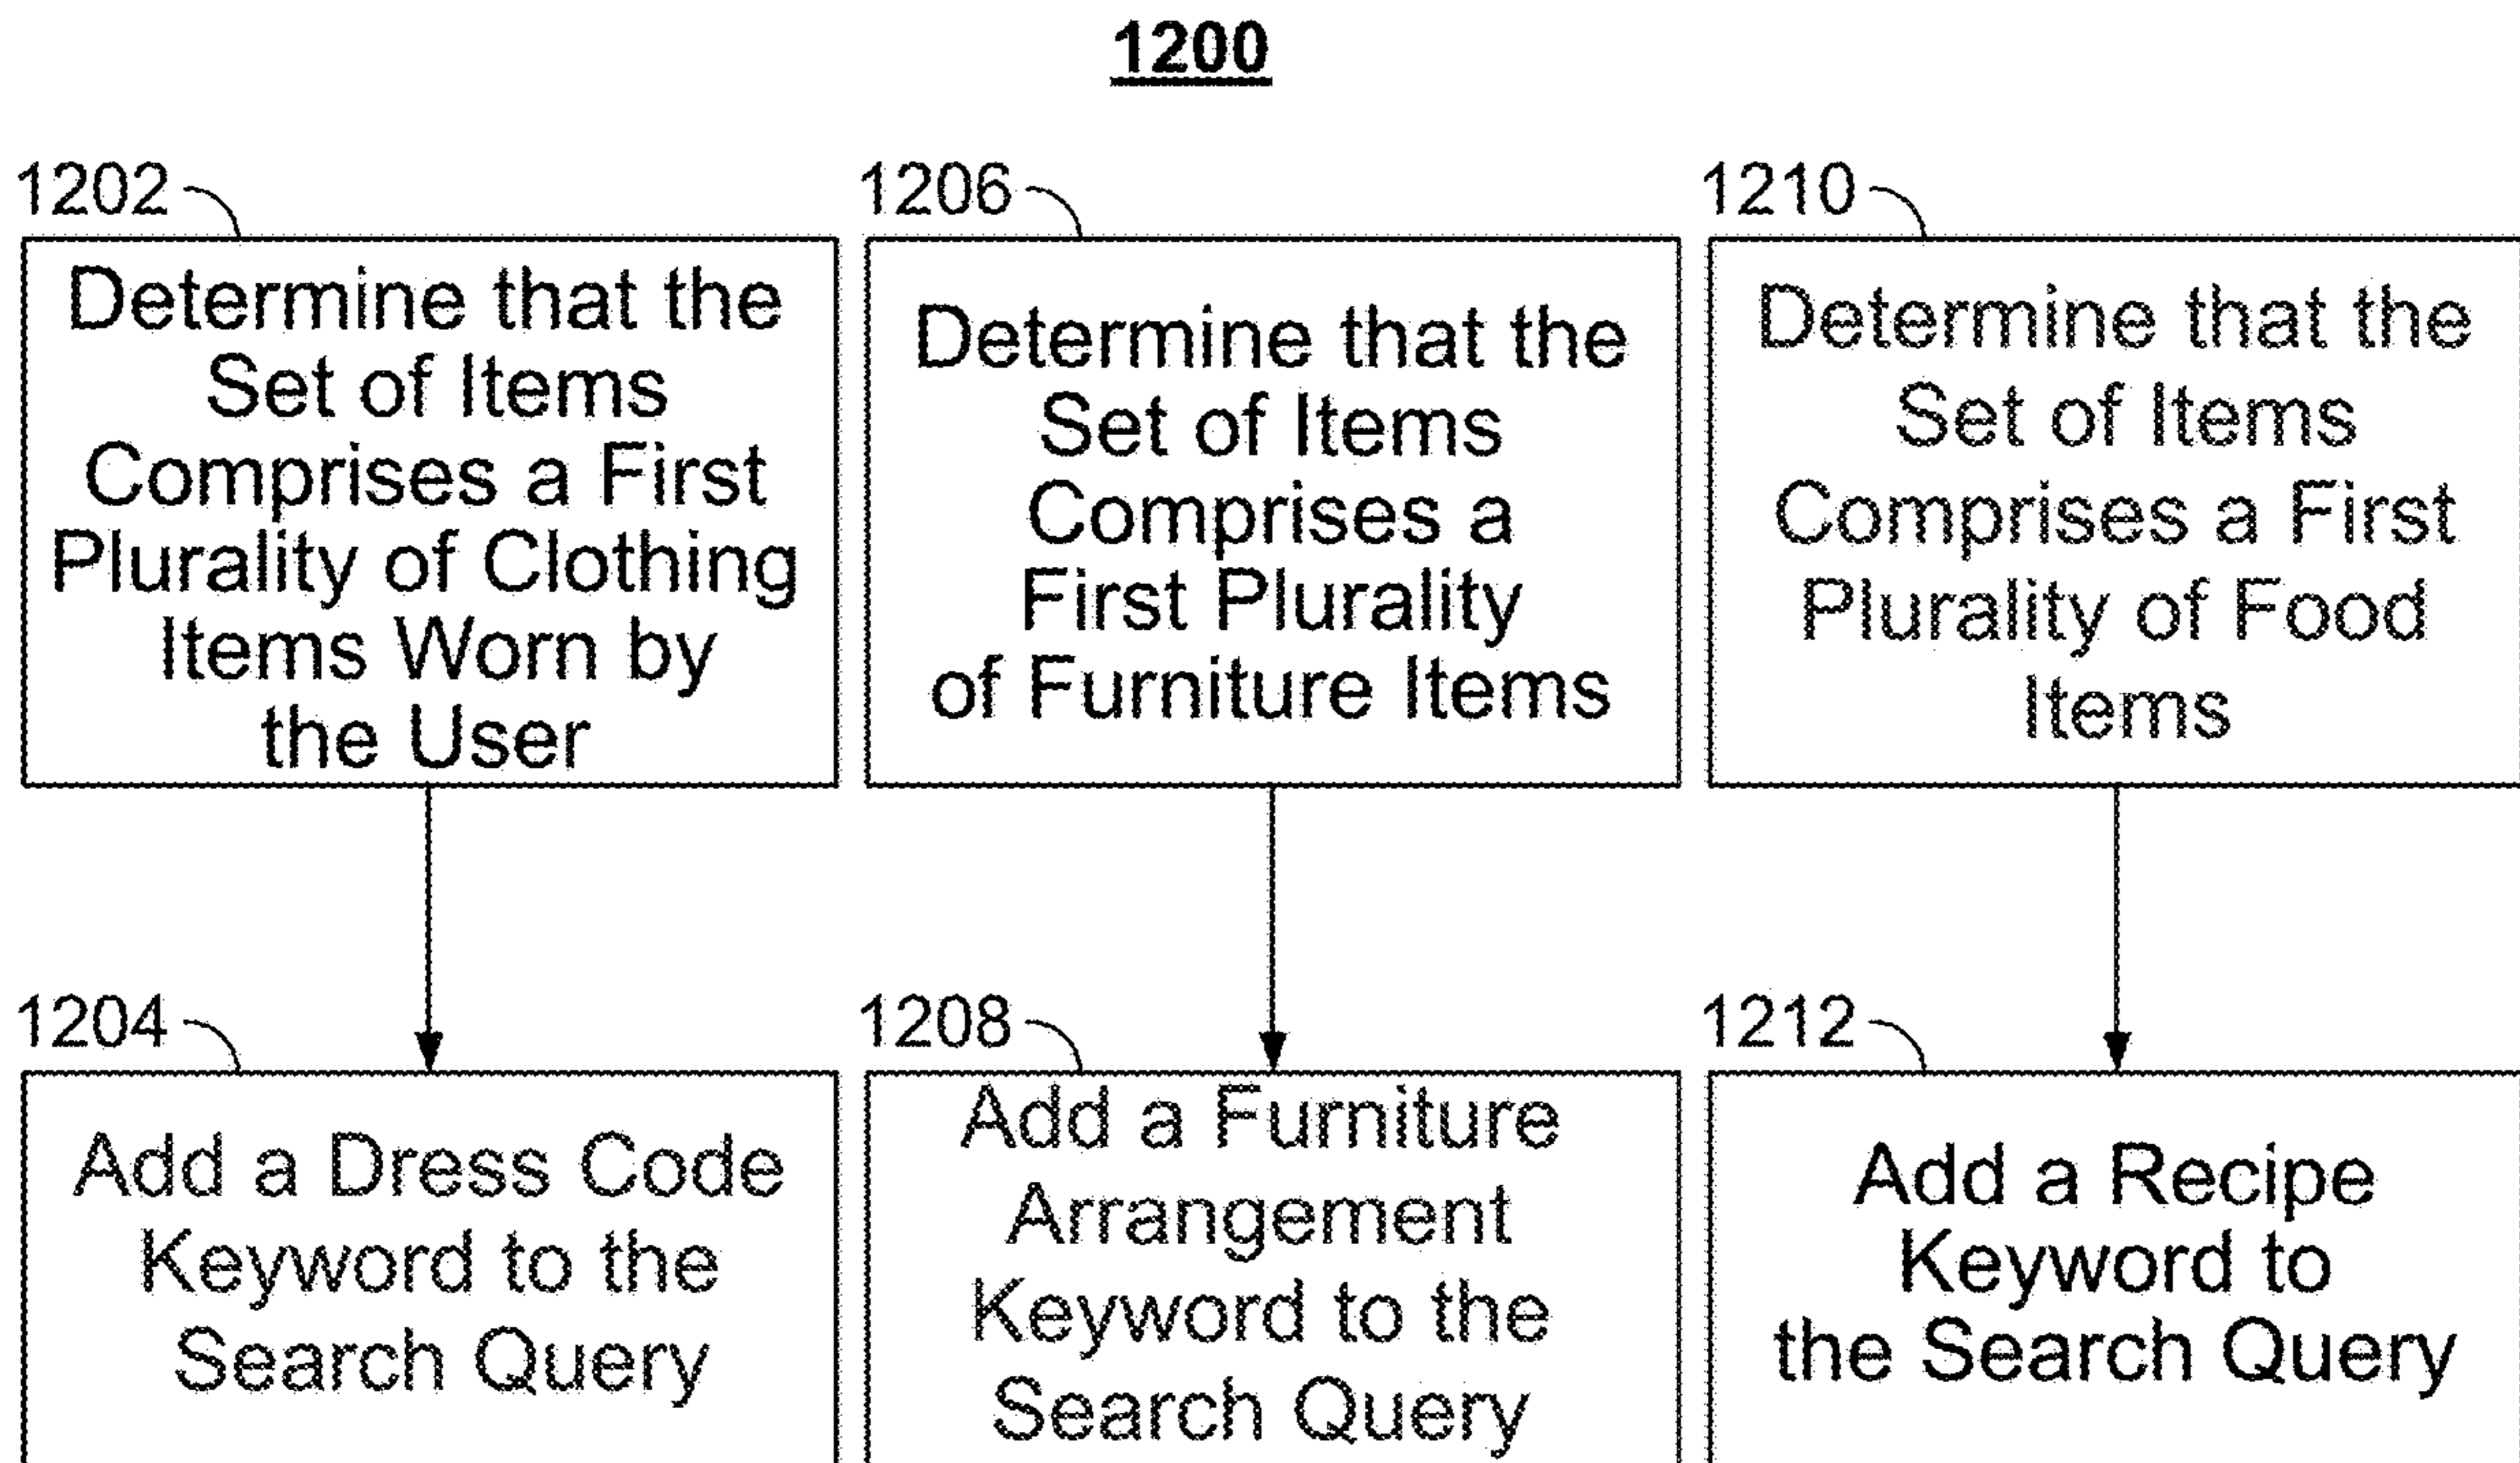 1200
1202
Determine that the
Set of Items
Comprises a First
Plurality of Clothing
Items Worn by
the User
1204
Add a Dress Code
Keyword to the
Search Query
1206
Determine that the
Set of Items
Comprises a
First Plurality
of Furniture Items
1208
Add a Furniture
Arrangement
Keyword to the
Search Query
1210
Determine that the
Set of Items
Comprises a First
Plurality of Food
Items
1212
Add a Recipe
Keyword to
the Search Query